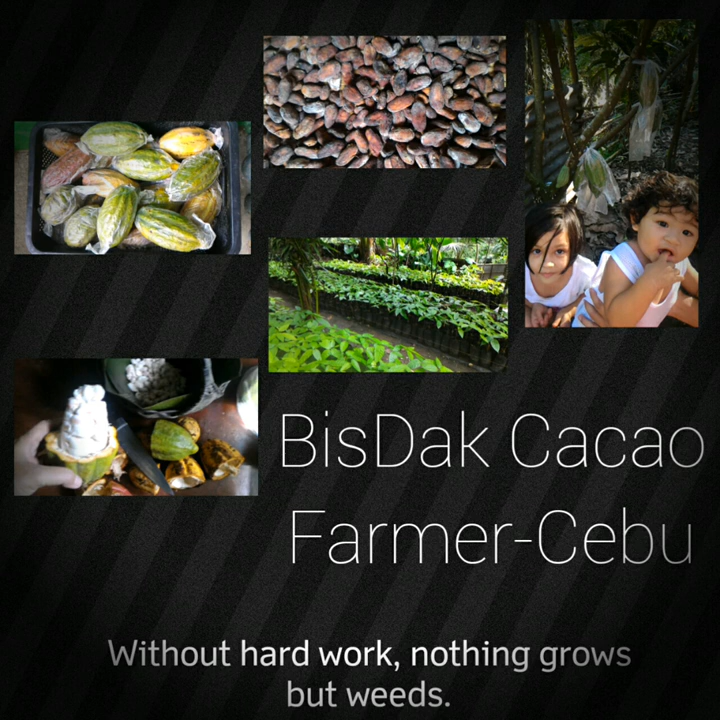 BisDak Cacao
Farmer-Cebu
Without hard work, nothing grows
but weeds.